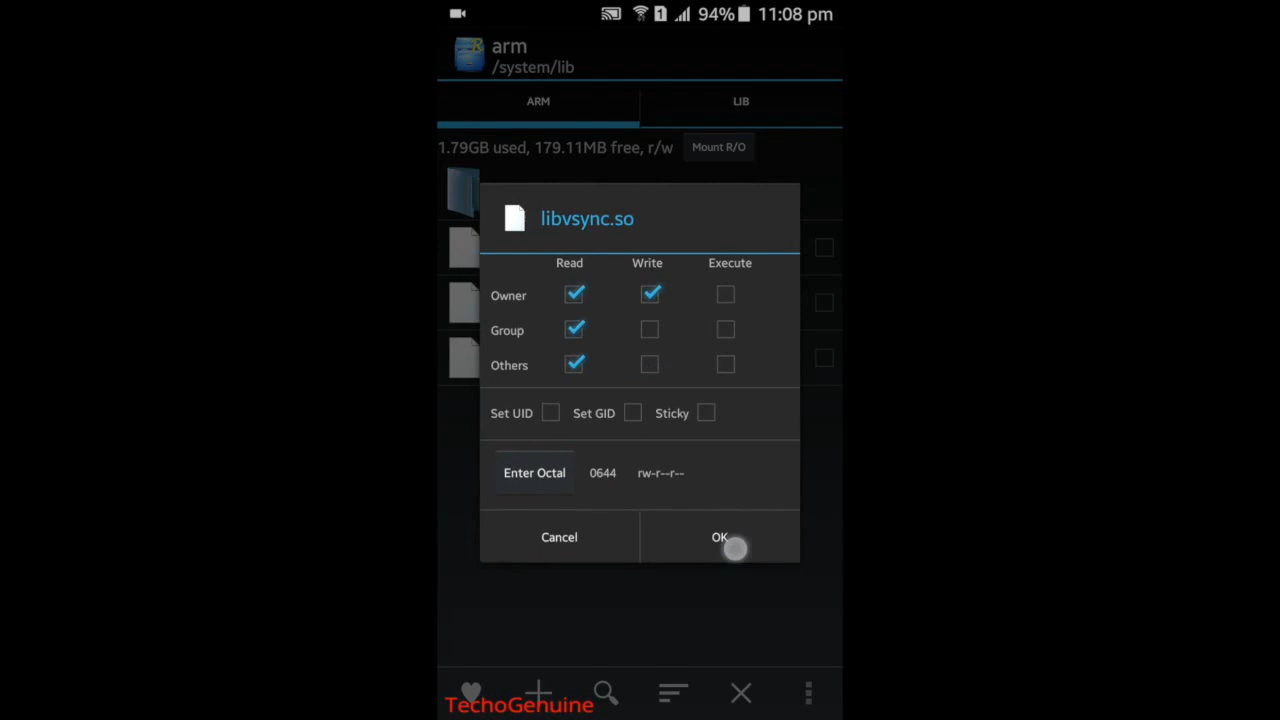 1 94% 11:08 pm
arm
/system/lib
ARM LIB
1.79GB used, 179.11MB free, r/w Mount R/O
libvsync.so
Read Write Execute
Owner
Group
Others
Set UID Set GID Sticky
Enter Octal 0644 rw-r--r--
Cancel OK
TechoGenuine